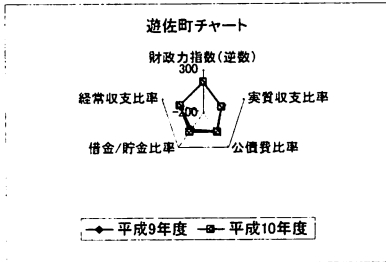 遊佐町チャート
財政力指数(逆数)
300
経常収支比率
実質収支比率
-200
借金/貯金比率
公債費比率
平成9年度
平成10年度